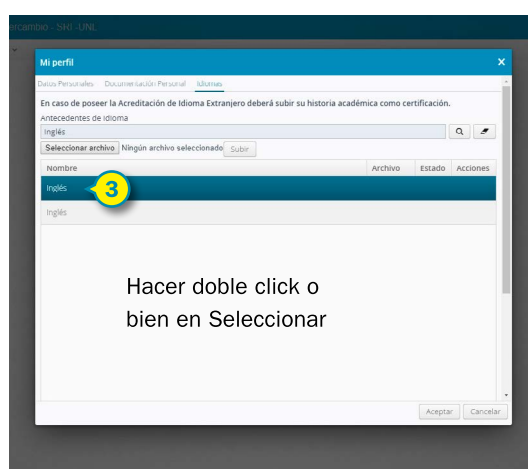 ercambio - SRI -UNL
Mi perfil ×
Datos Personales Documentación Personal Idiomas
En caso de poseer la Acreditación de Idioma Extranjero deberá subir su historia académica como certificación.
Antecedentes de idioma
Inglés
Seleccionar archivo Ningún archivo seleccionado Subir
Nombre Archivo Estado Acciones
Inglés 3
Inglés
Hacer doble click o
bien en Seleccionar
Aceptar Cancelar